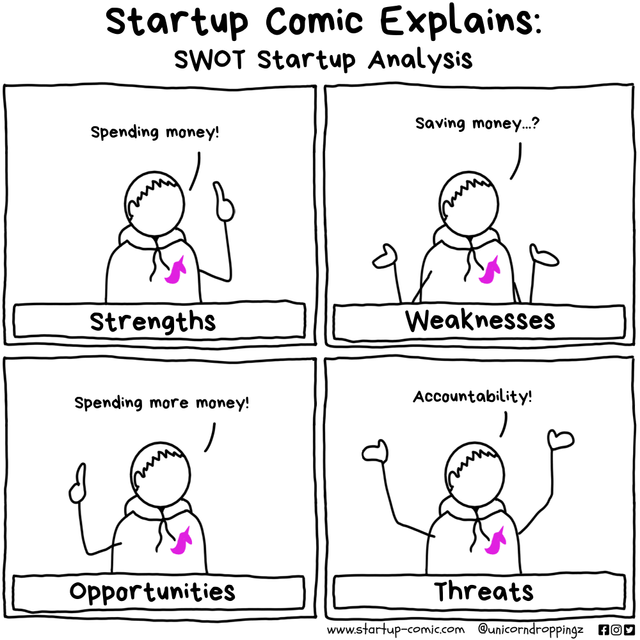 Startup Comic Explains:
SWOT Startup Analysis
Spending money!
Strengths
Saving money...?
Weaknesses
Spending more money!
Opportunities
Accountability!
Threats
www.startup-comic.com @unicorndroppingz